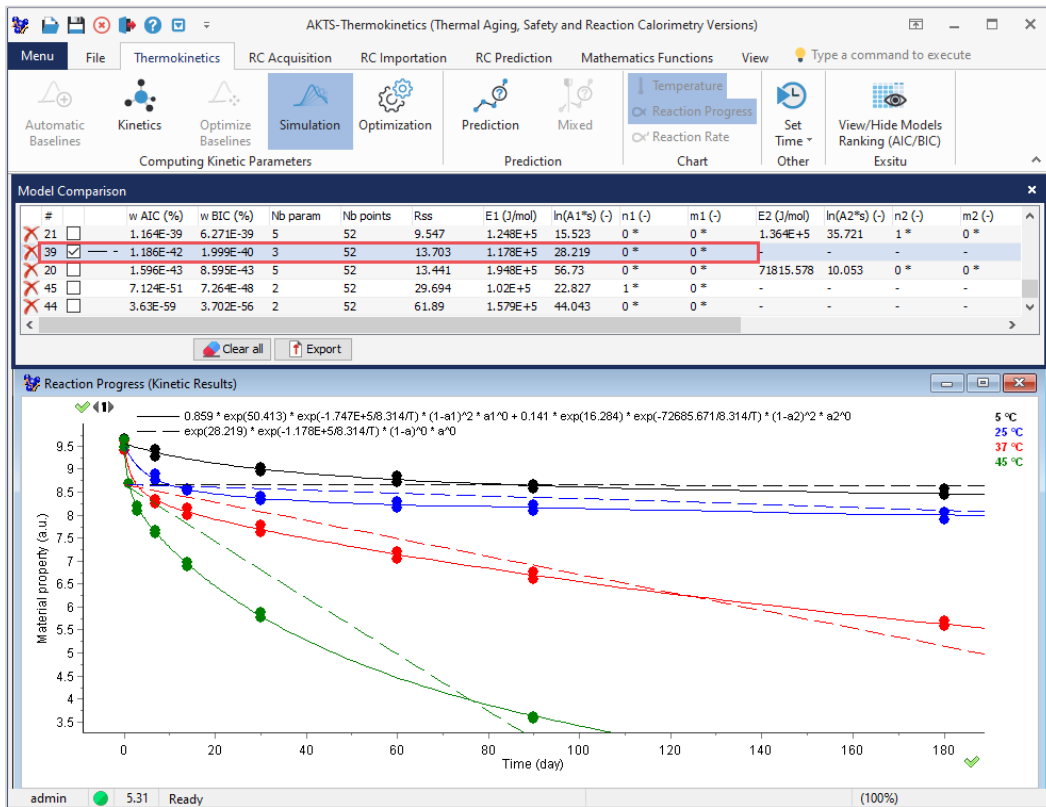 AKTS-Thermokinetics (Thermal Aging, Safety and Reaction Calorimetry Versions)
Menu File Thermokinetics RC Acquisition RC Importation RC Prediction Mathematics Functions View Type a command to execute
Automatic Baselines Kinetics Optimize Baselines Simulation Optimization Prediction Mixed Temperature Reaction Progress Reaction Rate Set Time View/Hide Models Ranking (AIC/BIC)
Computing Kinetic Parameters Prediction Chart Other Exsitu
Model Comparison
# w AIC (%) w BIC (%) Nb param Nb points Rss E1 (J/mol) ln(A1*s) (-) n1 (-) m1 (-) E2 (J/mol) ln(A2*s) (-) n2 (-) m2 (-)
21 1.164E-39 6.271E-39 5 52 9.547 1.248E+5 15.523 0 * 0 * 1.364E+5 35.721 1 * 0 *
39 1.186E-42 1.999E-40 3 52 13.703 1.178E+5 28.219 0 * 0 * - - - -
20 1.596E-43 8.595E-43 5 52 13.441 1.948E+5 56.73 0 * 0 * 71815.578 10.053 0 * 0 *
45 7.124E-51 7.264E-48 2 52 29.694 1.02E+5 22.827 1 * 0 * - - - -
44 3.63E-59 3.702E-56 2 52 61.89 1.579E+5 44.043 0 * 0 * - - - -
Clear all Export
Reaction Progress (Kinetic Results)
(1)
0.859 * exp(50.413) * exp(-1.747E+5/8.314/T) * (1-a1)^2 * a1^0 + 0.141 * exp(16.284) * exp(-72685.671/8.314/T) * (1-a2)^2 * a2^0
exp(28.219) * exp(-1.178E+5/8.314/T) * (1-a)^0 * a^0
5 °C
25 °C
37 °C
45 °C
Material property (a.u.)
9.5
9
8.5
8
7.5
7
6.5
6
5.5
5
4.5
4
3.5
0 20 40 60 80 100 120 140 160 180
Time (day)
admin 5.31 Ready (100%)